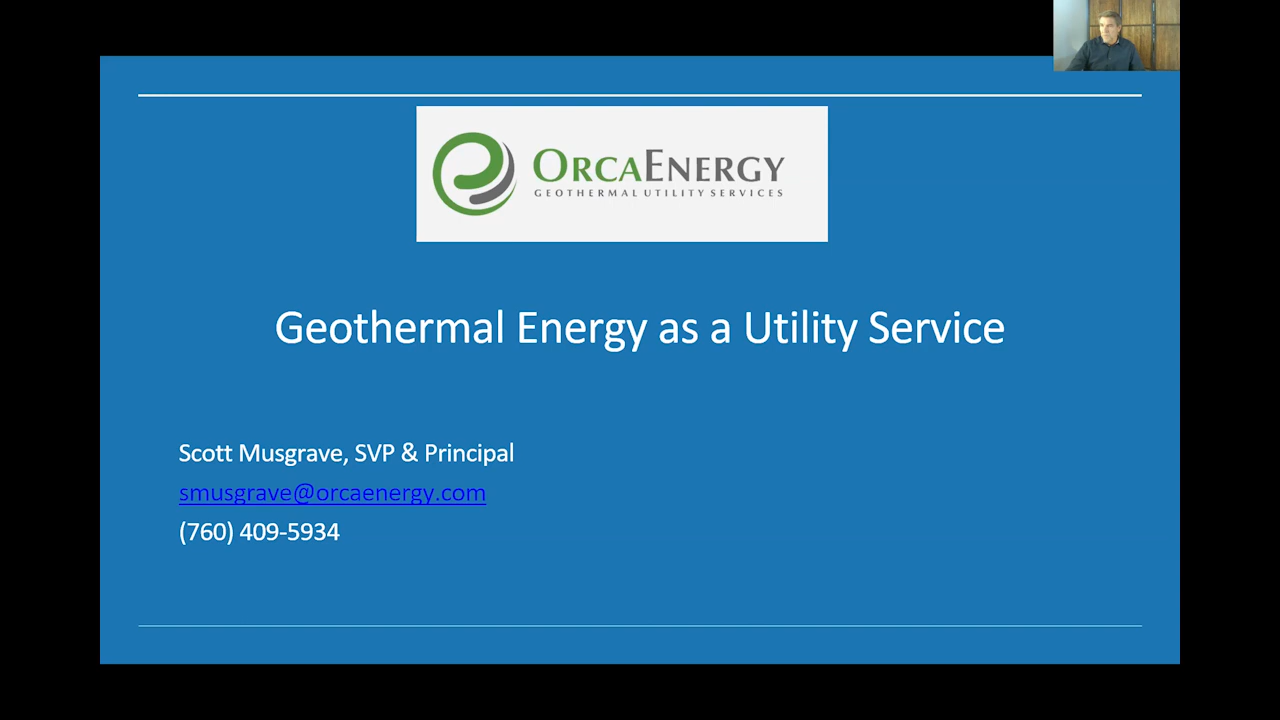 ORCAENERGY
GEOTHERMAL UTILITY SERVICES
Geothermal Energy as a Utility Service
Scott Musgrave, SVP & Principal
smusgrave@orcaenergy.com
(760) 409-5934